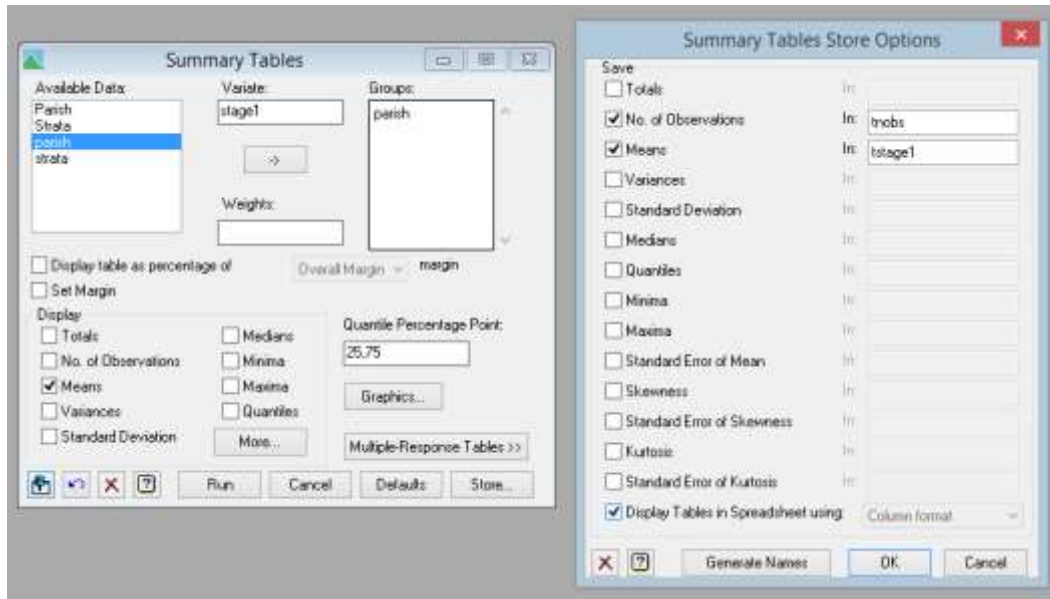 Summary Tables
Available Data:
Parish
Strata
parish
strata
Variate:
stage1
->
Weights:
Groups:
parish
Display table as percentage of
Overall Margin
margin
Set Margin
Display
Totals
No. of Observations
Means
Variances
Standard Deviation
Medians
Minima
Maxima
Quantiles
More...
Quantile Percentage Point:
25,75
Graphics...
Multiple-Response Tables >>
Run
Cancel
Defaults
Store...
Summary Tables Store Options
Save
Totals In:
No. of Observations In: tnobs
Means In: tstage1
Variances In:
Standard Deviation In:
Medians In:
Quantiles In:
Minima In:
Maxima In:
Standard Error of Mean In:
Skewness In:
Standard Error of Skewness In:
Kurtosis In:
Standard Error of Kurtosis In:
Display Tables in Spreadsheet using: Column format
Generate Names
OK
Cancel